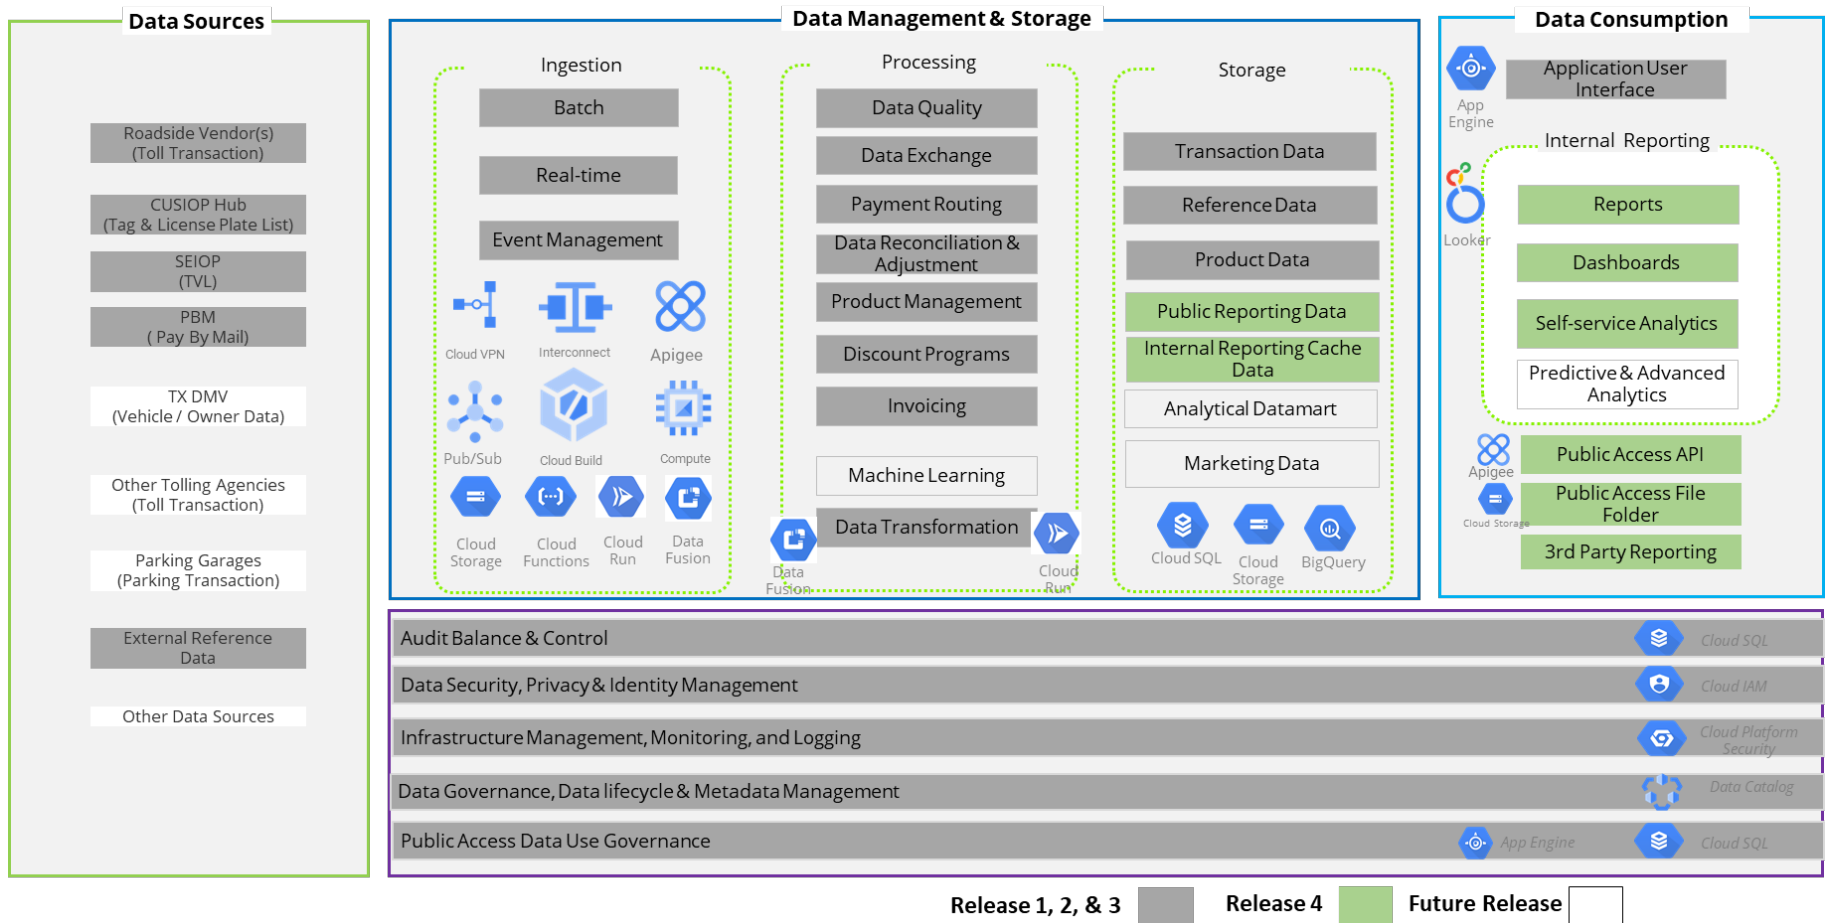 Data Sources
Roadside Vendor(s)
(Toll Transaction)
CUSIOP Hub
(Tag & License Plate List)
SEIOP
(TVL)
PBM
( Pay By Mail)
TX DMV
(Vehicle / Owner Data)
Other Tolling Agencies
(Toll Transaction)
Parking Garages
(Parking Transaction)
External Reference
Data
Other Data Sources
Data Management & Storage
Ingestion
Batch
Real-time
Event Management
Cloud VPN
Interconnect
Apigee
Pub/Sub
Cloud Build
Compute
Cloud
Storage
Cloud
Functions
Cloud
Run
Data
Fusion
Processing
Data Quality
Data Exchange
Payment Routing
Data Reconciliation &
Adjustment
Product Management
Discount Programs
Invoicing
Machine Learning
Data Transformation
Data
Fusion
Cloud
Run
Storage
Transaction Data
Reference Data
Product Data
Public Reporting Data
Internal Reporting Cache
Data
Analytical Datamart
Marketing Data
Cloud SQL
Cloud
Storage
BigQuery
Data Consumption
App
Engine
Application User
Interface
Internal Reporting
Looker
Reports
Dashboards
Self-service Analytics
Predictive & Advanced
Analytics
Apigee
Public Access API
Cloud Storage
Public Access File
Folder
3rd Party Reporting
Audit Balance & Control
Cloud SQL
Data Security, Privacy & Identity Management
Cloud IAM
Infrastructure Management, Monitoring, and Logging
Cloud Platform
Security
Data Governance, Data lifecycle & Metadata Management
Data Catalog
Public Access Data Use Governance
App Engine
Cloud SQL
Release 1, 2, & 3
Release 4
Future Release